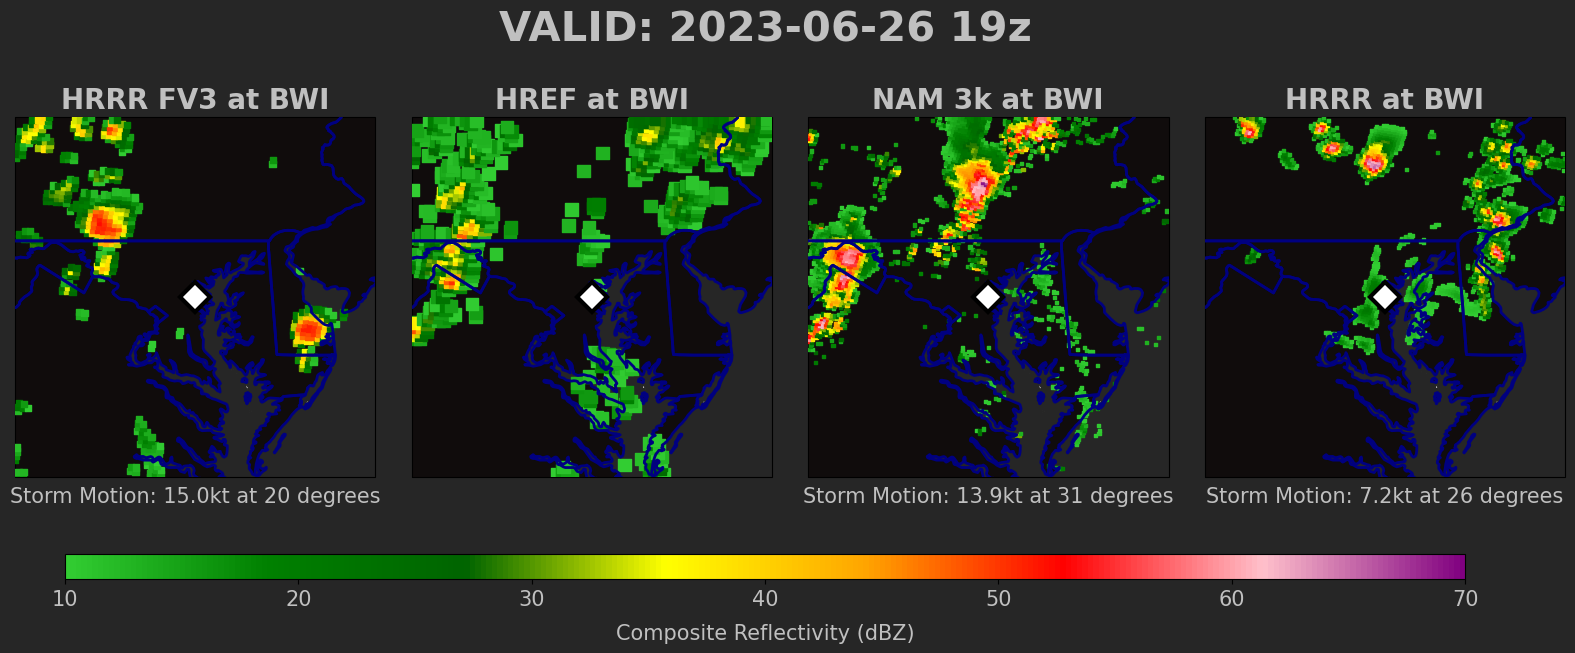 VALID: 2023-06-26 19z
HRRR FV3 at BWI
HREF at BWI
NAM 3k at BWI
HRRR at BWI
Storm Motion: 15.0kt at 20 degrees
Storm Motion: 13.9kt at 31 degrees
Storm Motion: 7.2kt at 26 degrees
10 20 30 40 50 60 70
Composite Reflectivity (dBZ)